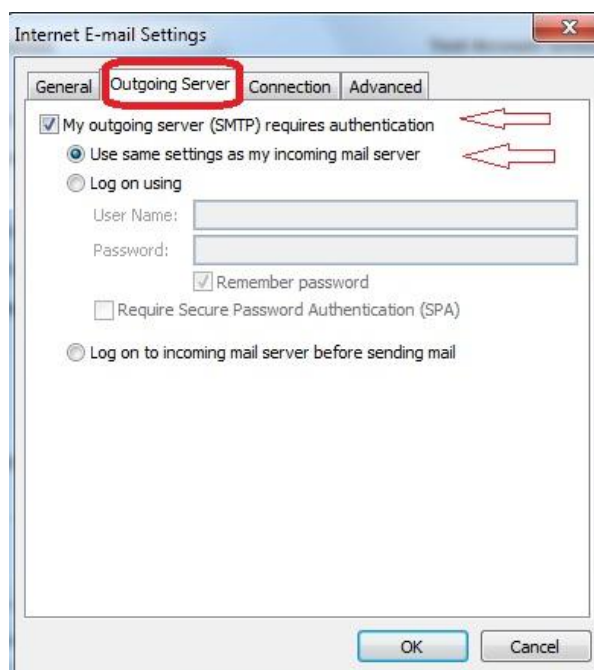 Internet E-mail Settings
General Outgoing Server Connection Advanced
My outgoing server (SMTP) requires authentication
Use same settings as my incoming mail server
Log on using
User Name:
Password:
Remember password
Require Secure Password Authentication (SPA)
Log on to incoming mail server before sending mail
OK Cancel